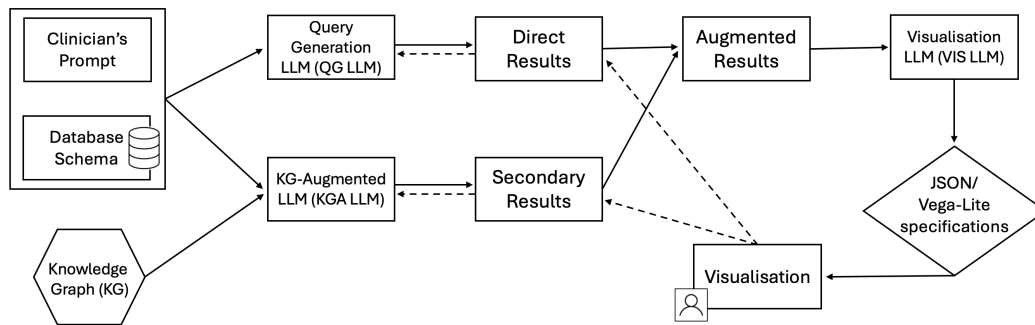 Clinician's
Prompt
Database
Schema
Knowledge
Graph (KG)
Query
Generation
LLM (QG LLM)
KG-Augmented
LLM (KGA LLM)
Direct
Results
Secondary
Results
Augmented
Results
Visualisation
LLM (VIS LLM)
JSON/
Vega-Lite
specifications
Visualisation